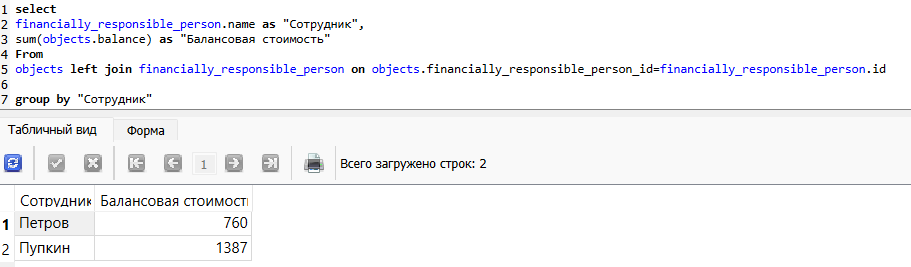 1 select
2 financially_responsible_person.name as "Сотрудник",
3 sum(objects.balance) as "Балансовая стоимость"
4 From
5 objects left join financially_responsible_person on objects.financially_responsible_person_id=financially_responsible_person.id
6
7 group by "Сотрудник"
Табличный вид Форма
1 Всего загружено строк: 2
Сотрудник Балансовая стоимост
1 Петров 760
2 Пупкин 1387